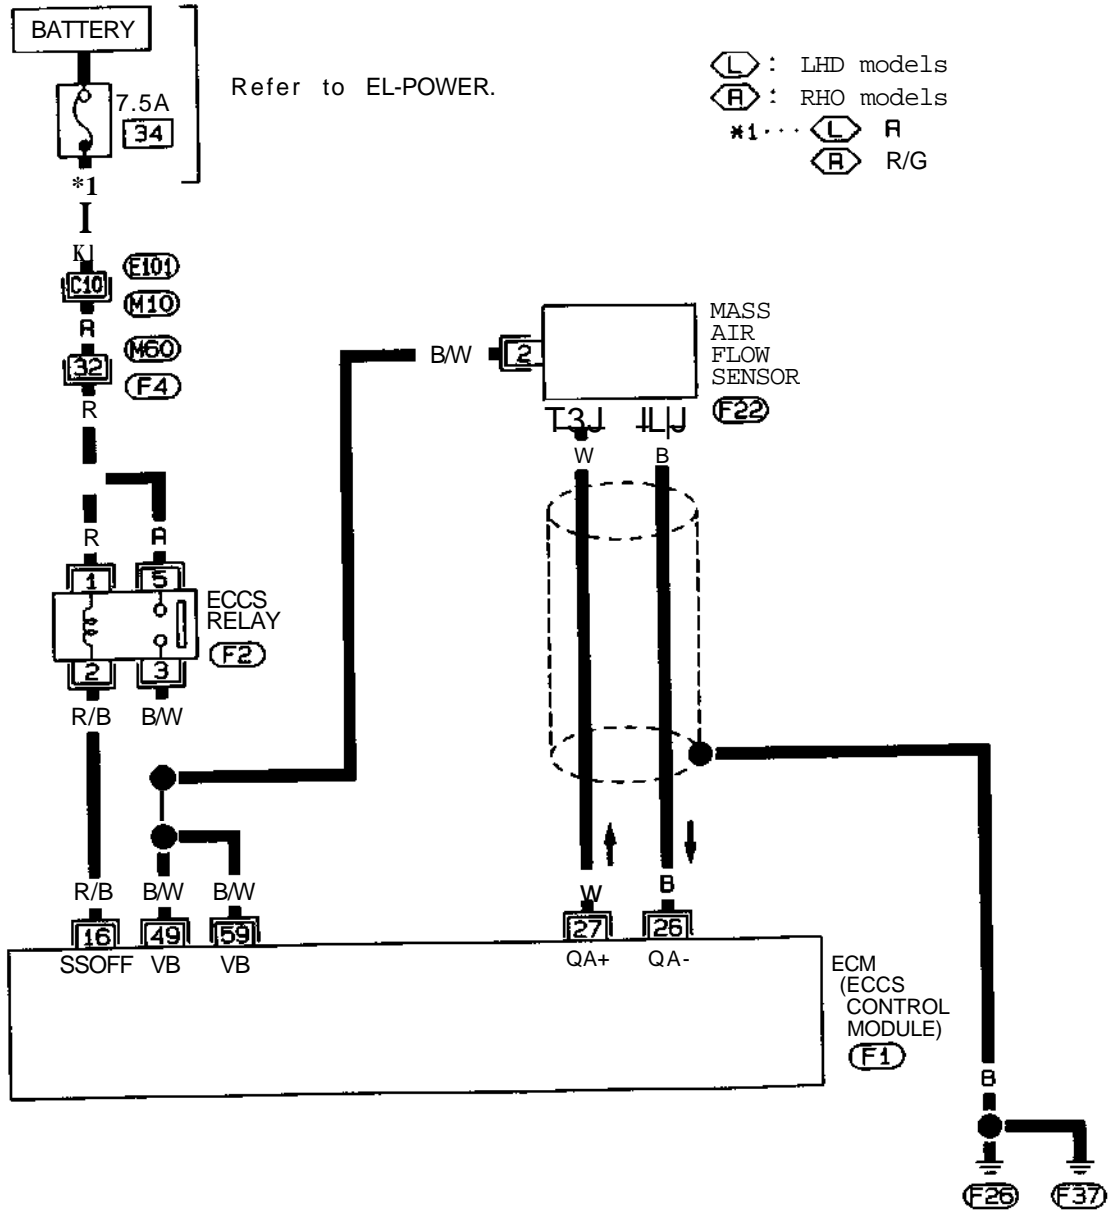 BATTERY
7.5A
34
Refer to EL-POWER.
L : LHD models
R : RHO models
*1 ··· L R
R R/G
*1
C10
E101
M10
R
32
M60
F4
R
R
R
1
5
ECCS
RELAY
F2
2
3
R/B
B/W
B/W
2
MASS
AIR
FLOW
SENSOR
F22
W
B
R/B
B/W
B/W
W
B
16
49
59
27
26
SSOFF
VB
VB
QA+
QA-
ECM
(ECCS
CONTROL
MODULE)
F1
B
F26
F37